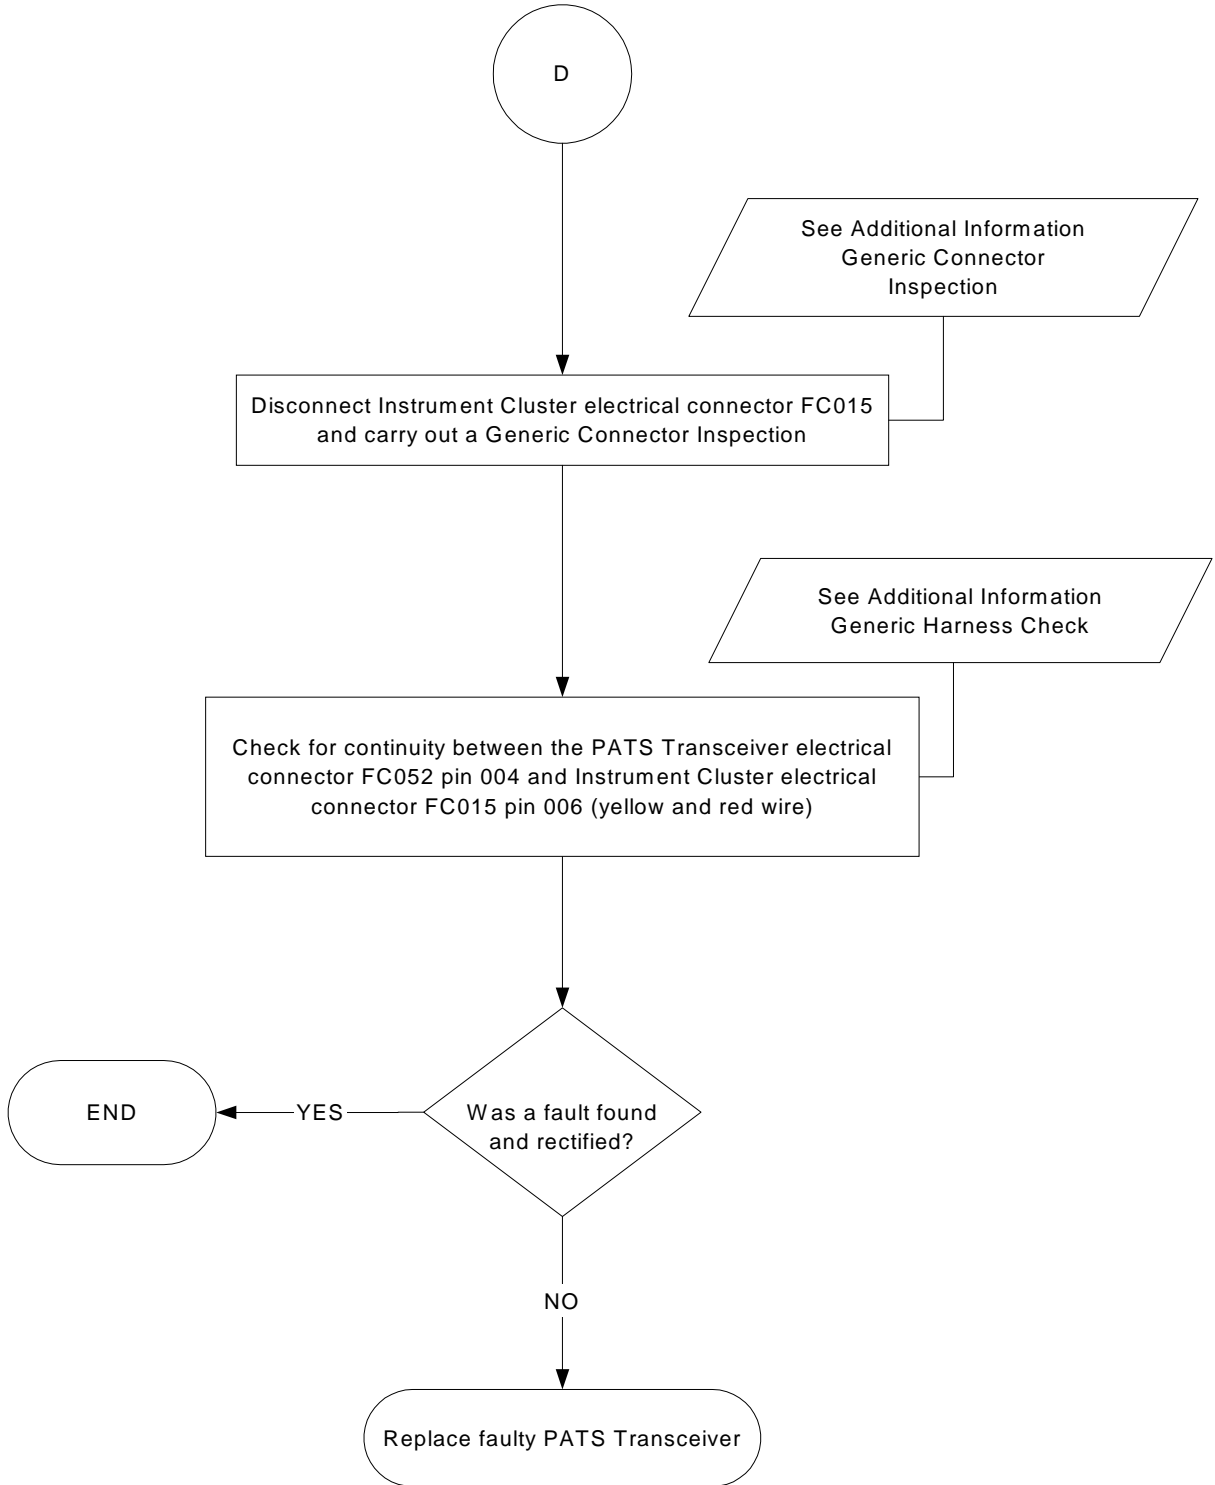 D
See Additional Information
Generic Connector
Inspection
Disconnect Instrument Cluster electrical connector FC015
and carry out a Generic Connector Inspection
See Additional Information
Generic Harness Check
Check for continuity between the PATS Transceiver electrical
connector FC052 pin 004 and Instrument Cluster electrical
connector FC015 pin 006 (yellow and red wire)
Was a fault found
and rectified?
YES
END
NO
Replace faulty PATS Transceiver